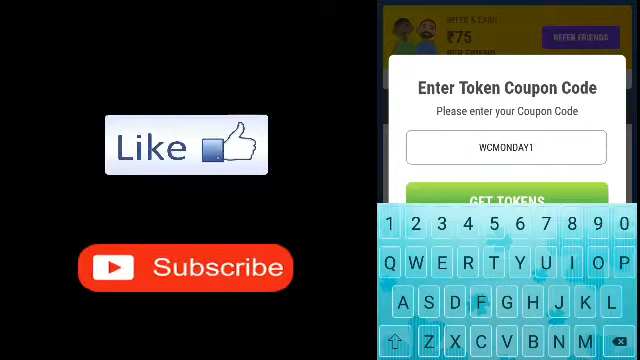 Like
Subscribe
REFER & EARN
₹75
PER FRIEND
REFER FRIENDS
Enter Token Coupon Code
Please enter your Coupon Code
WCMONDAY1
GET TOKENS
1 2 3 4 5 6 7 8 9 0
Q W E R T Y U I O P
A S D F G H J K L
Z X C V B N M